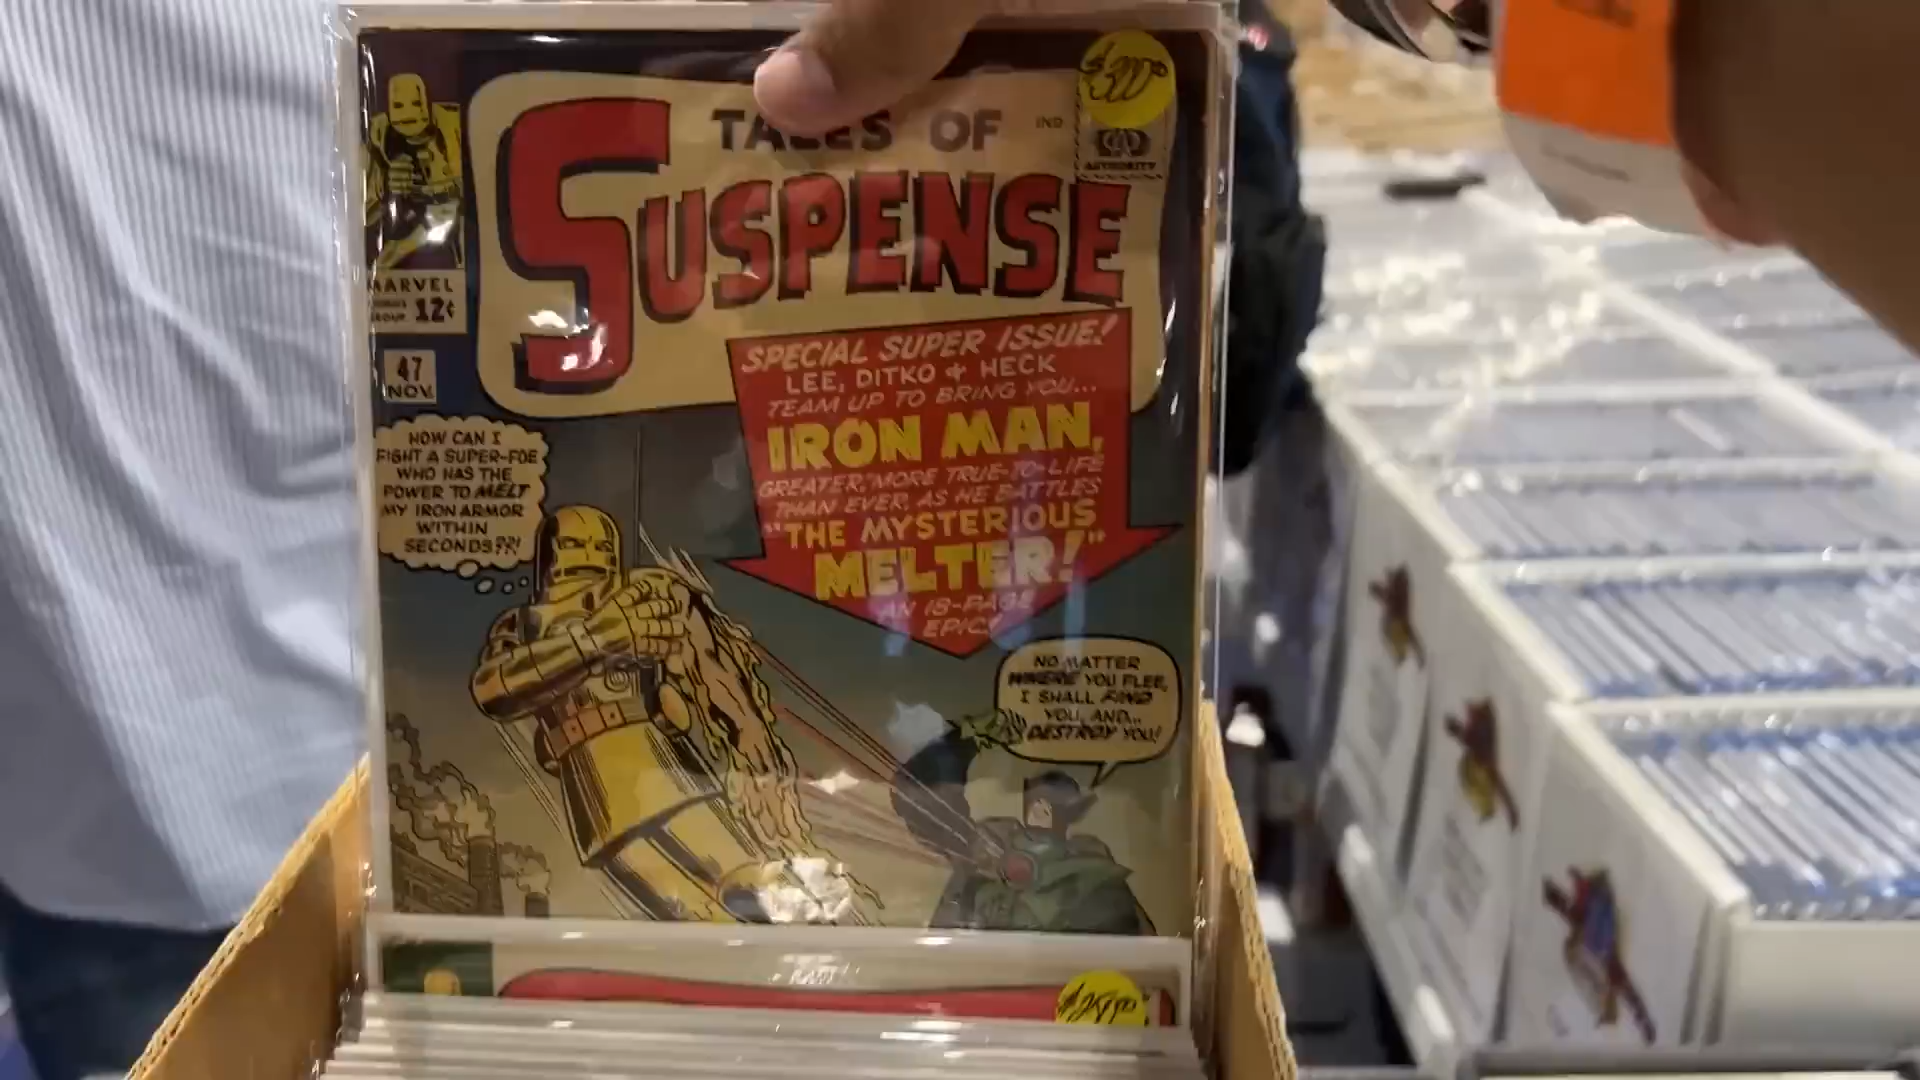 TALES OF
SUSPENSE
IND
AUTHORITY
MARVEL
COMICS
GROUP 12¢
47
NOV.
SPECIAL SUPER ISSUE!
LEE, DITKO & HECK
TEAM UP TO BRING YOU...
IRON MAN,
GREATER, MORE TRUE-TO-LIFE
THAN EVER, AS HE BATTLES
"THE MYSTERIOUS
MELTER!"
AN 18-PAGE
EPIC!
HOW CAN I
FIGHT A SUPER-FOE
WHO HAS THE
POWER TO MELT
MY IRON ARMOR
WITHIN
SECONDS??!
NO MATTER
WHERE YOU FLEE,
I SHALL FIND
YOU, AND...
DESTROY YOU!